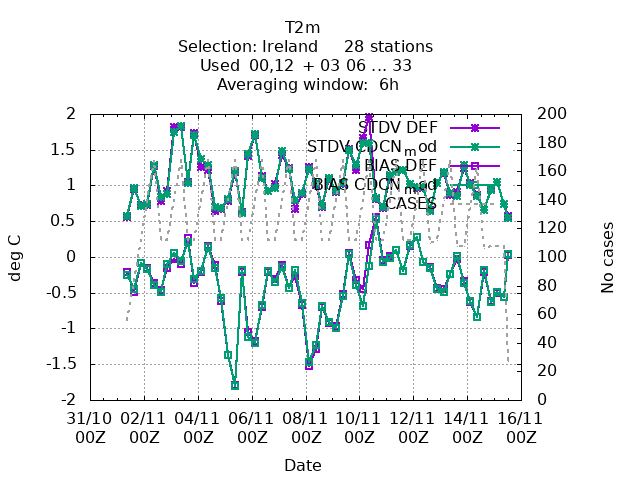 T2m
Selection: Ireland 28 stations
Used 00,12 + 03 06 ... 33
Averaging window: 6h
2
1.5
1
0.5
0
-0.5
-1
-1.5
-2
deg C
200
180
160
140
120
100
80
60
40
20
0
No cases
STDV DEF
STDV CDCNmod
BIAS DEF
BIAS CDCNmod
CASES
31/10 02/11 04/11 06/11 08/11 10/11 12/11 14/11 16/11
00Z 00Z 00Z 00Z 00Z 00Z 00Z 00Z 00Z
Date